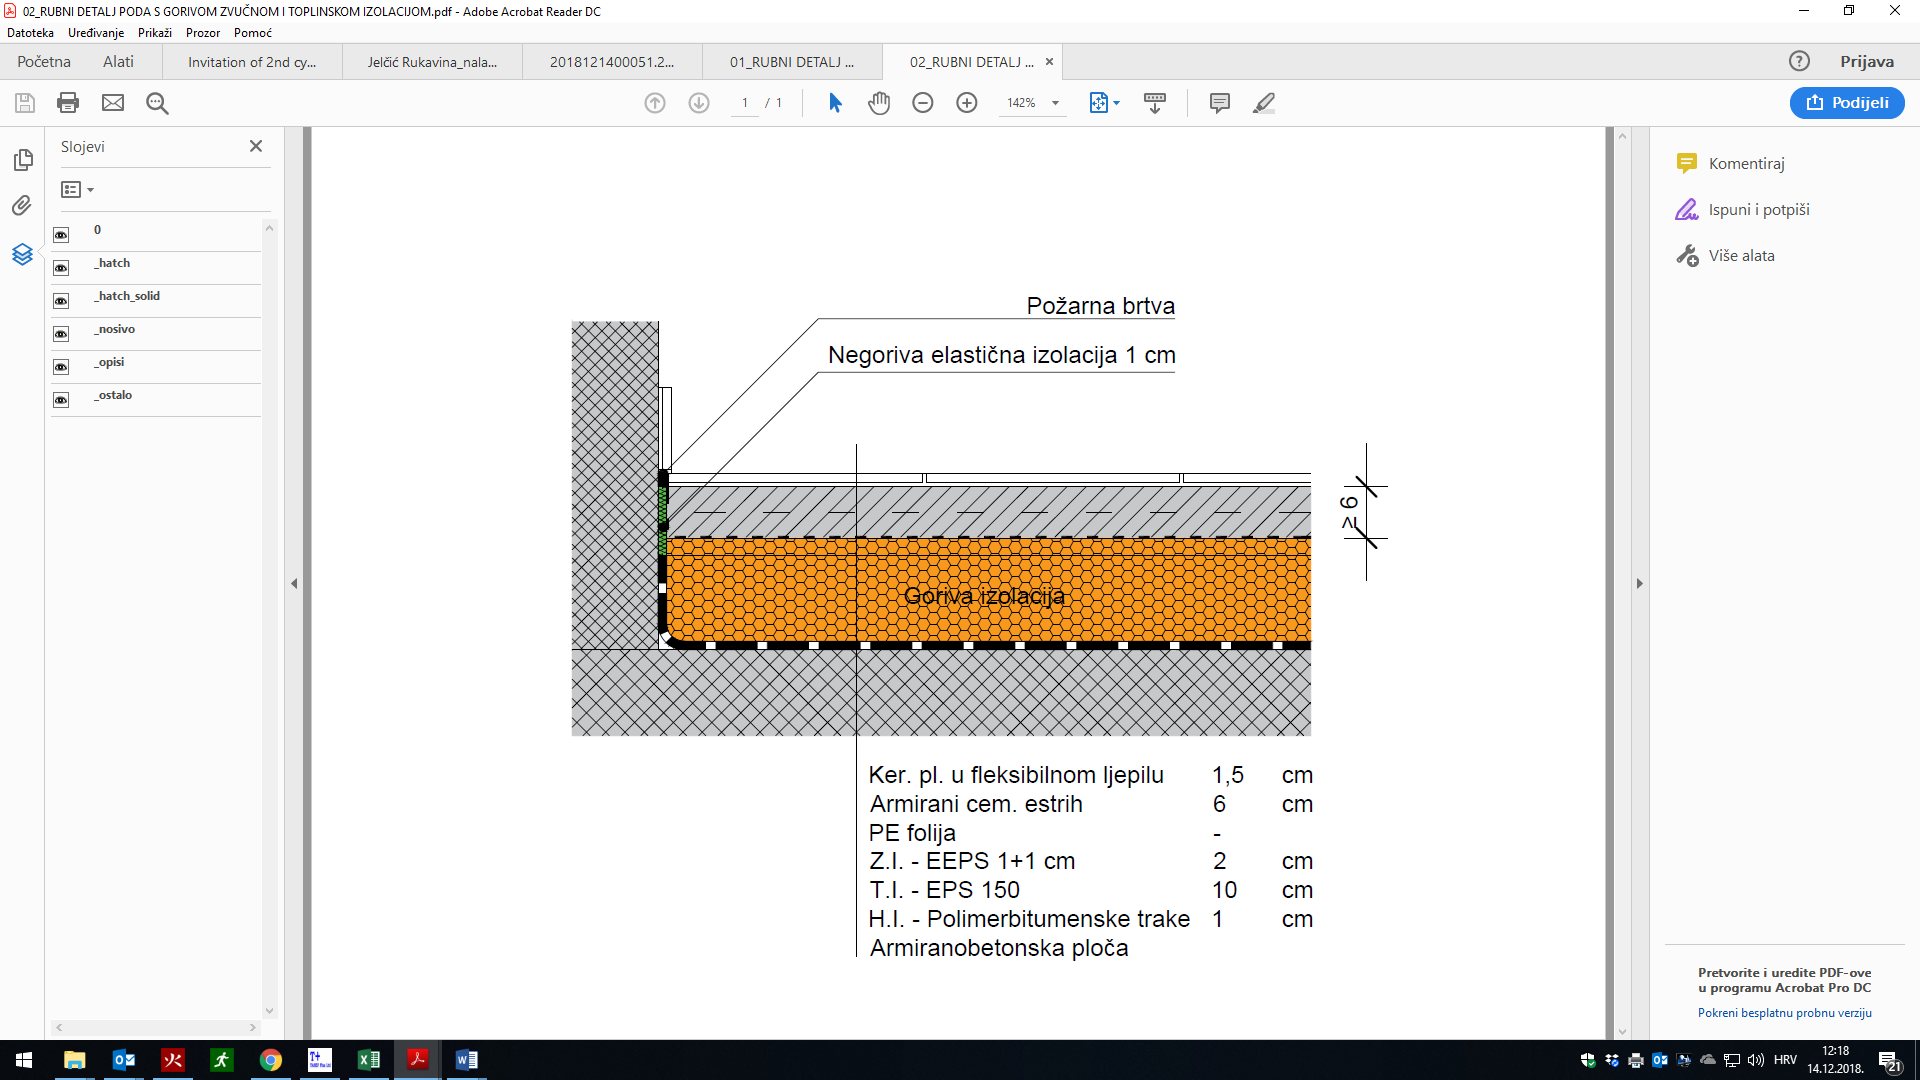 02_RUBNI DETALJ PODA S GORIVOM ZVUČNOM I TOPLINSKOM IZOLACIJOM.pdf - Adobe Acrobat Reader DC
Datoteka Uređivanje Prikaži Prozor Pomoć
Početna Alati Invitation of 2nd cy... Jelčić Rukavina_nala... 2018121400051.2... 01_RUBNI DETALJ ... 02_RUBNI DETALJ ... Prijava
1 / 1 142% Podijeli
Slojevi
0
_hatch
_hatch_solid
_nosivo
_opisi
_ostalo
Požarna brtva
Negoriva elastična izolacija 1 cm
≥ 6
Goriva izolacija
Ker. pl. u fleksibilnom ljepilu 1,5 cm
Armirani cem. estrih 6 cm
PE folija -
Z.I. - EEPS 1+1 cm 2 cm
T.I. - EPS 150 10 cm
H.I. - Polimerbitumenske trake 1 cm
Armiranobetonska ploča
Komentiraj
Ispuni i potpiši
Više alata
Pretvorite i uredite PDF-ove
u programu Acrobat Pro DC
Pokreni besplatnu probnu verziju
HRV
12:18
14.12.2018.
21